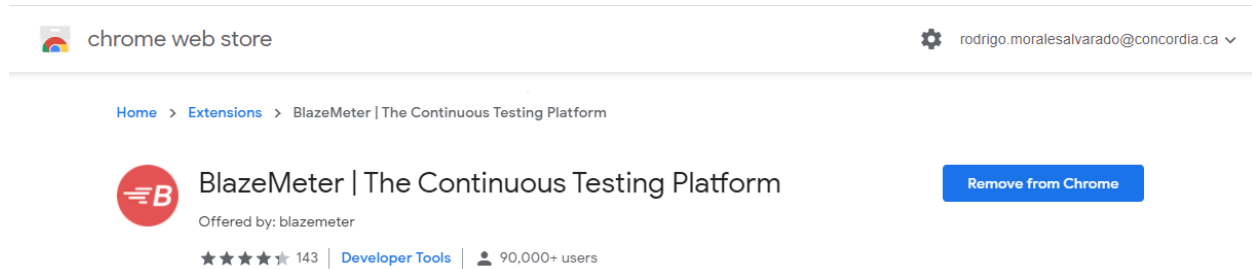 chrome web store
rodrigo.moralesalvarado@concordia.ca
Home > Extensions > BlazeMeter | The Continuous Testing Platform
B
BlazeMeter | The Continuous Testing Platform
Remove from Chrome
Offered by: blazemeter
143 | Developer Tools | 90,000+ users